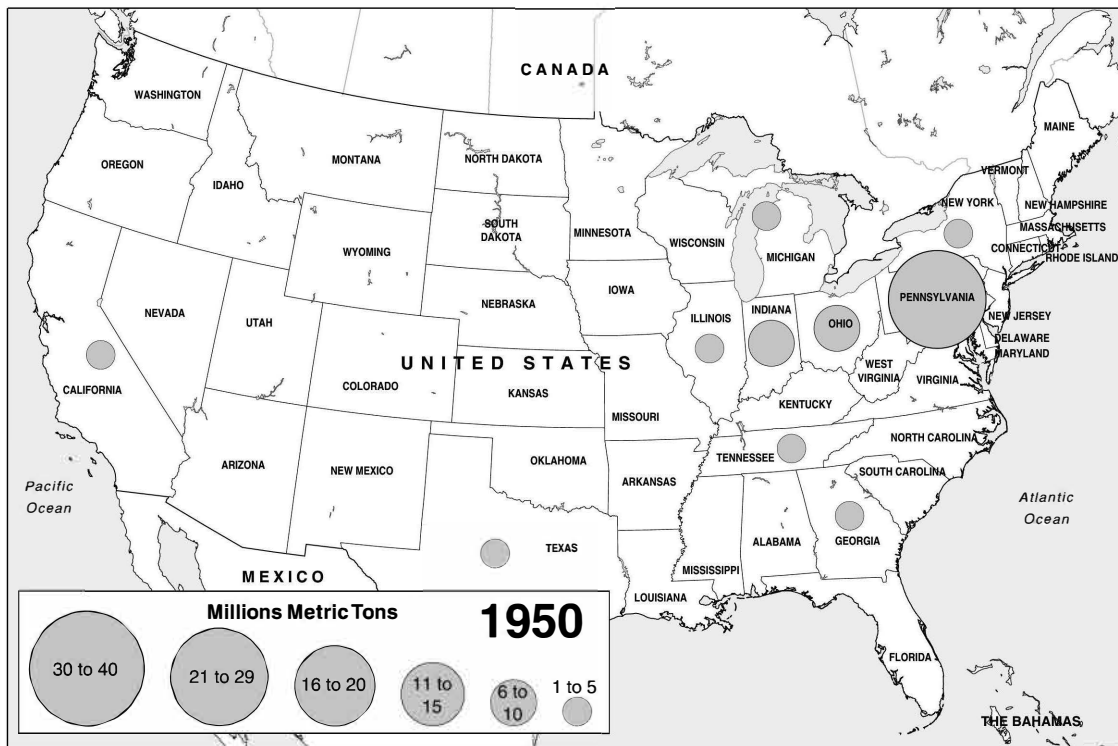 CANADA
WASHINGTON
MAINE
MONTANA
NORTH DAKOTA
OREGON
VERMONT
IDAHO
NEW YORK
NEW HAMPSHIRE
SOUTH
DAKOTA
MINNESOTA
MASSACHUSETTS
WISCONSIN
CONNECTICUT
WYOMING
MICHIGAN
RHODE ISLAND
IOWA
PENNSYLVANIA
NEBRASKA
NEVADA
ILLINOIS
INDIANA
NEW JERSEY
UTAH
OHIO
DELAWARE
MARYLAND
UNITED STATES
WEST
VIRGINIA
VIRGINIA
CALIFORNIA
COLORADO
KANSAS
KENTUCKY
MISSOURI
NORTH CAROLINA
TENNESSEE
OKLAHOMA
ARIZONA
NEW MEXICO
SOUTH CAROLINA
ARKANSAS
Pacific
Ocean
Atlantic
Ocean
TEXAS
ALABAMA
GEORGIA
MISSISSIPPI
MEXICO
LOUISIANA
FLORIDA
THE BAHAMAS
Millions Metric Tons
1950
30 to 40
21 to 29
16 to 20
11 to
15
6 to
10
1 to 5